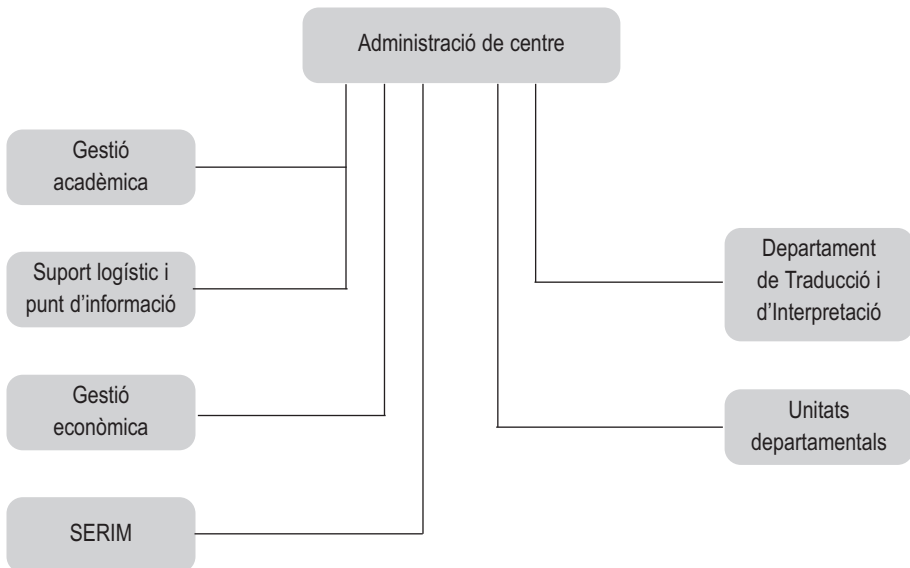 Administració de centre
Gestió
acadèmica
Suport logístic i
punt d’informació
Gestió
econòmica
SERIM
Departament
de Traducció i
d’Interpretació
Unitats
departamentals